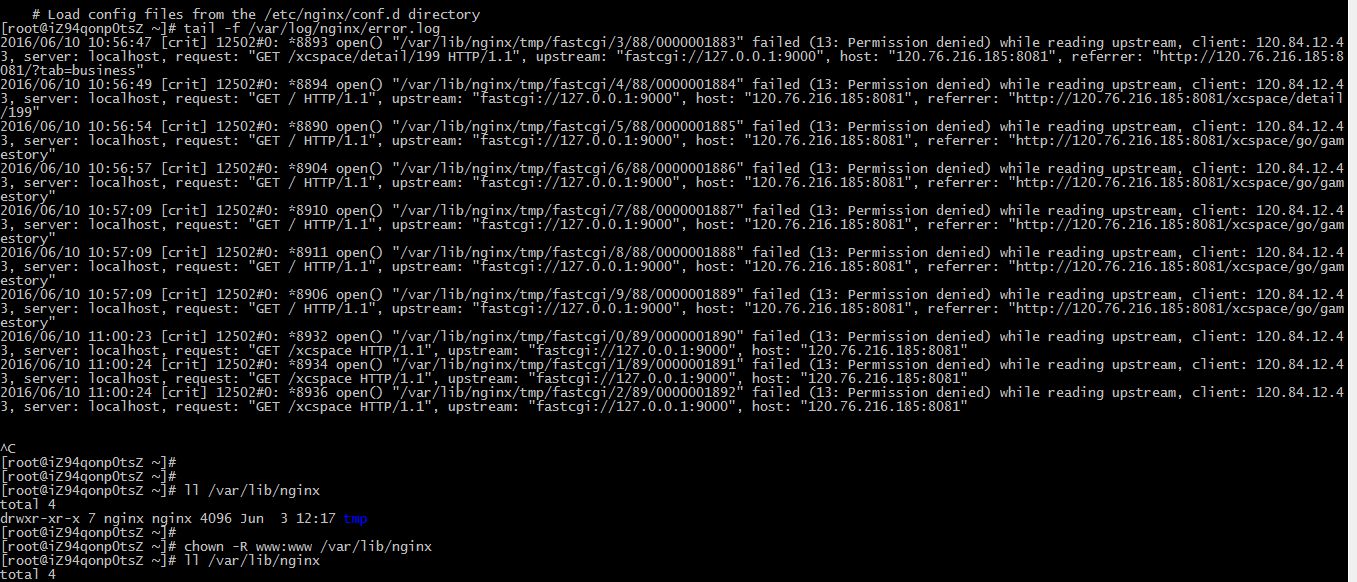 # Load config files from the /etc/nginx/conf.d directory
[root@iZ94qonp0tsZ ~]# tail -f /var/log/nginx/error.log
2016/06/10 10:56:47 [crit] 12502#0: *8893 open() "/var/lib/nginx/tmp/fastcgi/3/88/0000001883" failed (13: Permission denied) while reading upstream, client: 120.84.12.4
3, server: localhost, request: "GET /xcspace/detail/199 HTTP/1.1", upstream: "fastcgi://127.0.0.1:9000", host: "120.76.216.185:8081", referrer: "http://120.76.216.185:8
081/?tab=business"
2016/06/10 10:56:49 [crit] 12502#0: *8894 open() "/var/lib/nginx/tmp/fastcgi/4/88/0000001884" failed (13: Permission denied) while reading upstream, client: 120.84.12.4
3, server: localhost, request: "GET / HTTP/1.1", upstream: "fastcgi://127.0.0.1:9000", host: "120.76.216.185:8081", referrer: "http://120.76.216.185:8081/xcspace/detail
/199"
2016/06/10 10:56:54 [crit] 12502#0: *8890 open() "/var/lib/nginx/tmp/fastcgi/5/88/0000001885" failed (13: Permission denied) while reading upstream, client: 120.84.12.4
3, server: localhost, request: "GET / HTTP/1.1", upstream: "fastcgi://127.0.0.1:9000", host: "120.76.216.185:8081", referrer: "http://120.76.216.185:8081/xcspace/go/gam
estory"
2016/06/10 10:56:57 [crit] 12502#0: *8904 open() "/var/lib/nginx/tmp/fastcgi/6/88/0000001886" failed (13: Permission denied) while reading upstream, client: 120.84.12.4
3, server: localhost, request: "GET / HTTP/1.1", upstream: "fastcgi://127.0.0.1:9000", host: "120.76.216.185:8081", referrer: "http://120.76.216.185:8081/xcspace/go/gam
estory"
2016/06/10 10:57:09 [crit] 12502#0: *8910 open() "/var/lib/nginx/tmp/fastcgi/7/88/0000001887" failed (13: Permission denied) while reading upstream, client: 120.84.12.4
3, server: localhost, request: "GET / HTTP/1.1", upstream: "fastcgi://127.0.0.1:9000", host: "120.76.216.185:8081", referrer: "http://120.76.216.185:8081/xcspace/go/gam
estory"
2016/06/10 10:57:09 [crit] 12502#0: *8911 open() "/var/lib/nginx/tmp/fastcgi/8/88/0000001888" failed (13: Permission denied) while reading upstream, client: 120.84.12.4
3, server: localhost, request: "GET / HTTP/1.1", upstream: "fastcgi://127.0.0.1:9000", host: "120.76.216.185:8081", referrer: "http://120.76.216.185:8081/xcspace/go/gam
estory"
2016/06/10 10:57:09 [crit] 12502#0: *8906 open() "/var/lib/nginx/tmp/fastcgi/9/88/0000001889" failed (13: Permission denied) while reading upstream, client: 120.84.12.4
3, server: localhost, request: "GET / HTTP/1.1", upstream: "fastcgi://127.0.0.1:9000", host: "120.76.216.185:8081", referrer: "http://120.76.216.185:8081/xcspace/go/gam
estory"
2016/06/10 11:00:23 [crit] 12502#0: *8932 open() "/var/lib/nginx/tmp/fastcgi/0/89/0000001890" failed (13: Permission denied) while reading upstream, client: 120.84.12.4
3, server: localhost, request: "GET /xcspace HTTP/1.1", upstream: "fastcgi://127.0.0.1:9000", host: "120.76.216.185:8081"
2016/06/10 11:00:24 [crit] 12502#0: *8934 open() "/var/lib/nginx/tmp/fastcgi/1/89/0000001891" failed (13: Permission denied) while reading upstream, client: 120.84.12.4
3, server: localhost, request: "GET /xcspace HTTP/1.1", upstream: "fastcgi://127.0.0.1:9000", host: "120.76.216.185:8081"
2016/06/10 11:00:24 [crit] 12502#0: *8936 open() "/var/lib/nginx/tmp/fastcgi/2/89/0000001892" failed (13: Permission denied) while reading upstream, client: 120.84.12.4
3, server: localhost, request: "GET /xcspace HTTP/1.1", upstream: "fastcgi://127.0.0.1:9000", host: "120.76.216.185:8081"
^C
[root@iZ94qonp0tsZ ~]#
[root@iZ94qonp0tsZ ~]#
[root@iZ94qonp0tsZ ~]# ll /var/lib/nginx
total 4
drwxr-xr-x 7 nginx nginx 4096 Jun  3 12:17 tmp
[root@iZ94qonp0tsZ ~]#
[root@iZ94qonp0tsZ ~]# chown -R www:www /var/lib/nginx
[root@iZ94qonp0tsZ ~]# ll /var/lib/nginx
total 4